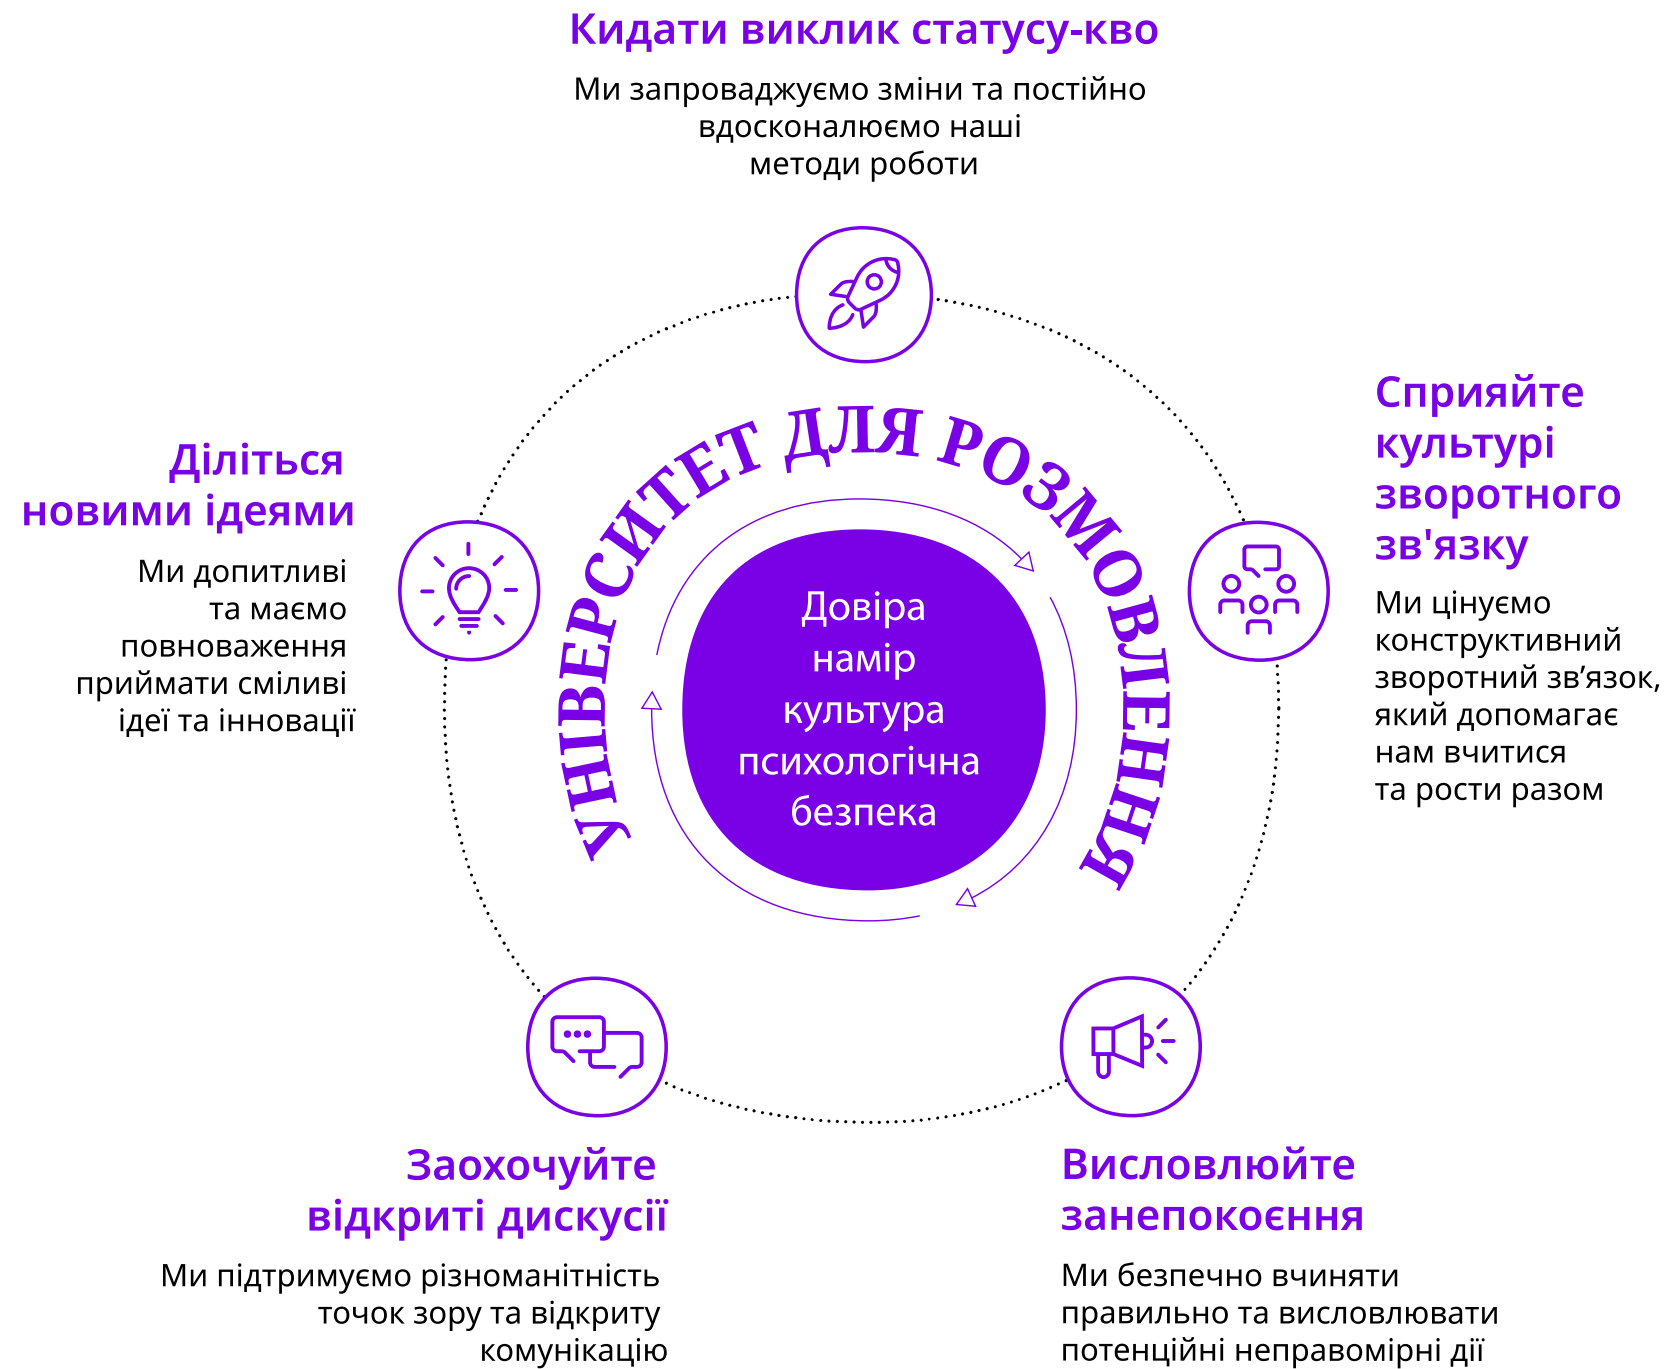 Кидати виклик статусу-кво
Ми запроваджуємо зміни та постійно
вдосконалюємо наші
методи роботи
Сприяйте
культурі
зворотного
зв'язку
Ми цінуємо
конструктивний
зворотний зв’язок,
який допомагає
нам вчитися
та рости разом
Діліться
новими ідеями
Ми допитливі
та маємо
повноваження
приймати сміливі
ідеї та інновації
УНІВЕРСИТЕТ ДЛЯ РОЗМОВЛЕННЯ
Довіра
намір
культура
психологічна
безпека
Заохочуйте
відкриті дискусії
Ми підтримуємо різноманітність
точок зору та відкриту
комунікацію
Висловлюйте
занепокоєння
Ми безпечно вчиняти
правильно та висловлювати
потенційні неправомірні дії